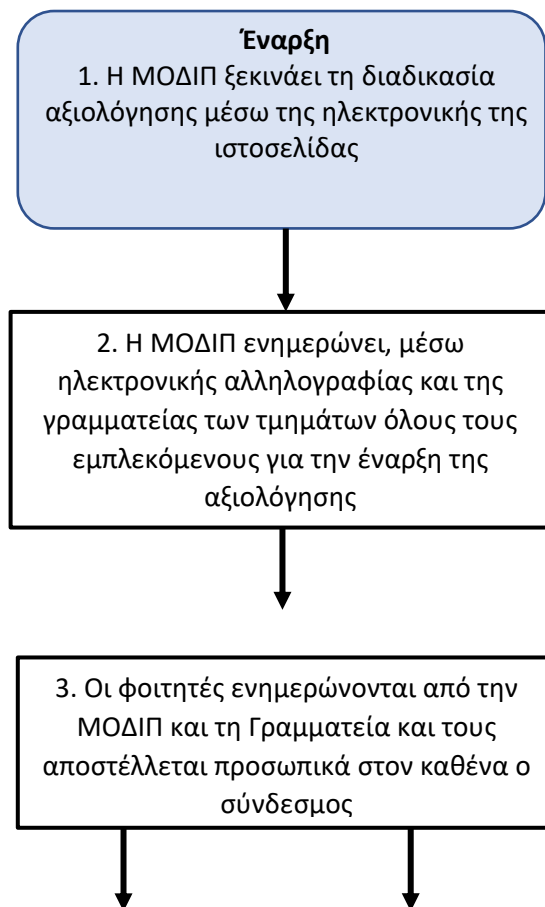 Έναρξη
1. Η ΜΟΔΙΠ ξεκινάει τη διαδικασία
αξιολόγησης μέσω της ηλεκτρονικής της
ιστοσελίδας
2. Η ΜΟΔΙΠ ενημερώνει, μέσω
ηλεκτρονικής αλληλογραφίας και της
γραμματείας των τμημάτων όλους τους
εμπλεκόμενους για την έναρξη της
αξιολόγησης
3. Οι φοιτητές ενημερώνονται από την
ΜΟΔΙΠ και τη Γραμματεία και τους
αποστέλλεται προσωπικά στον καθένα ο
σύνδεσμος